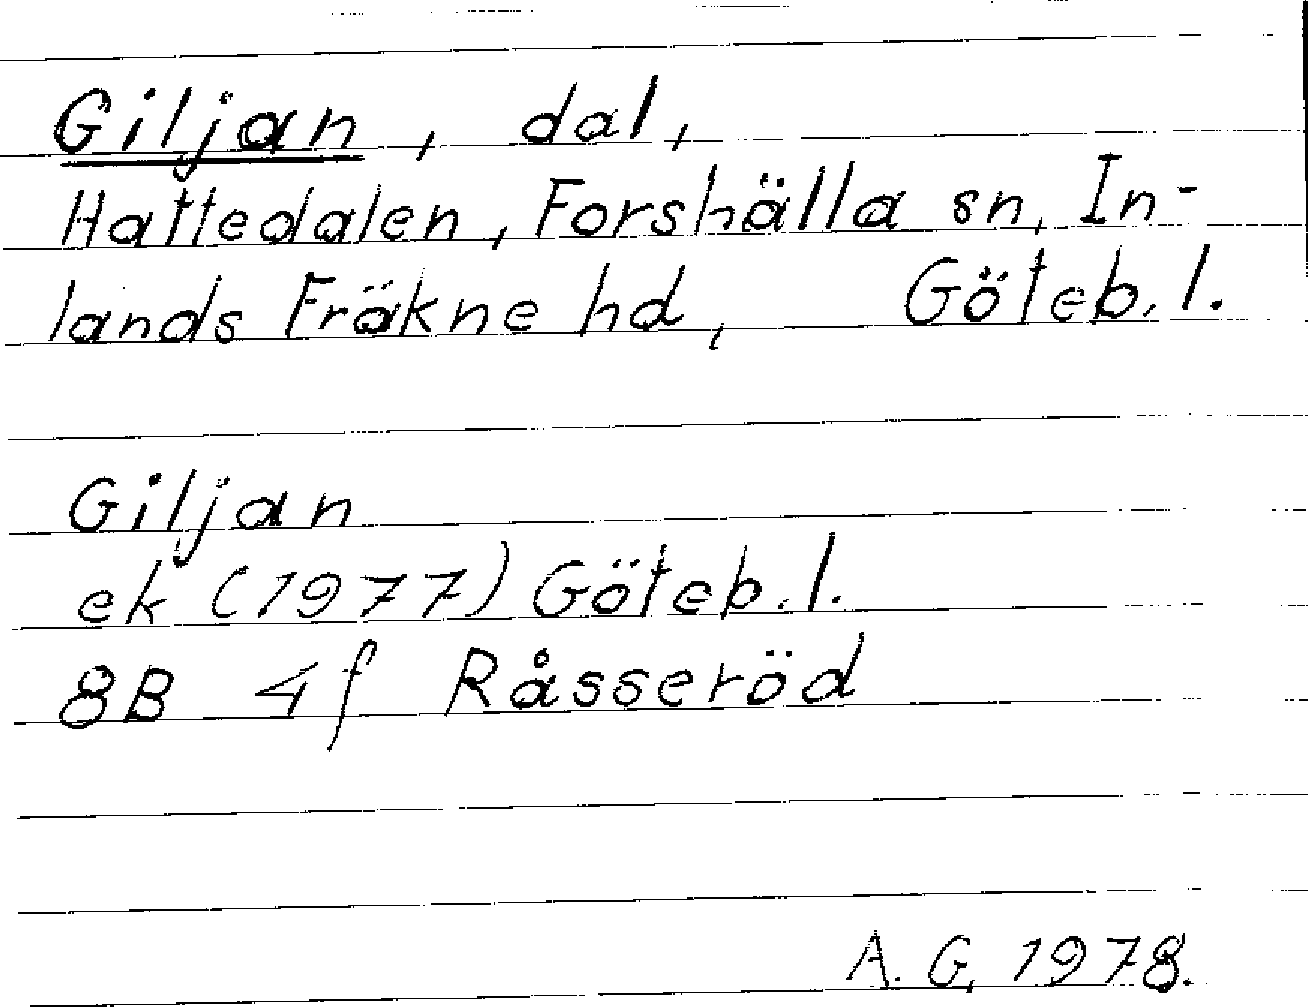 Giljan, dal,
Hattedalen, Forshälla sn, In-
lands Fräkne hd, Göteb. l.
Giljan
ek (1977) Göteb. l.
8B 4f Råsseröd
A. G. 1978.